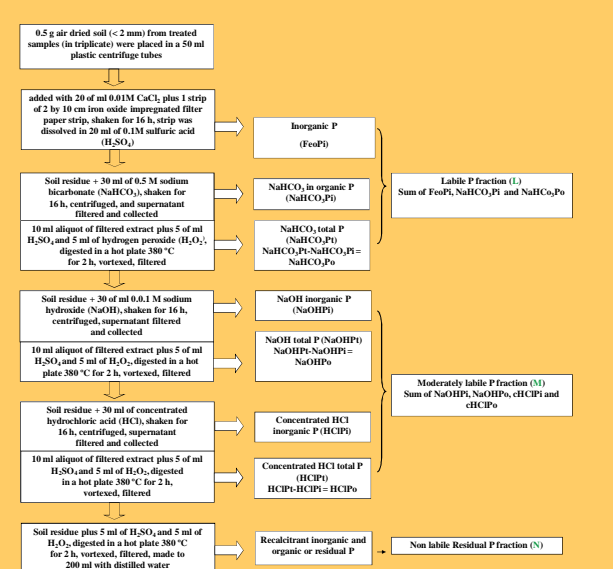 0.5 g air dried soil (< 2 mm) from treated
samples (in triplicate) were placed in a 50 ml
plastic centrifuge tubes
added with 20 of ml 0.01M CaCl₂ plus 1 strip
of 2 by 10 cm iron oxide impregnated filter
paper strip, shaken for 16 h, strip was
dissolved in 20 ml of 0.1M sulfuric acid
(H₂SO₄)
Inorganic P
(FeoPi)
Soil residue + 30 ml of 0.5 M sodium
bicarbonate (NaHCO₃), shaken for
16 h, centrifuged, and supernatant
filtered and collected
NaHCO₃ in organic P
(NaHCO₃Pi)
Labile P fraction (L)
Sum of FeoPi, NaHCO₃Pi and NaHCo₃Po
10 ml aliquot of filtered extract plus 5 of ml
H₂SO₄ and 5 ml of hydrogen peroxide (H₂O₂',
digested in a hot plate 380 °C
for 2 h, vortexed, filtered
NaHCO₃ total P
(NaHCO₃Pt)
NaHCO₃Pt-NaHCO₃Pi =
NaHCO₃Po
Soil residue + 30 of ml 0.0.1 M sodium
hydroxide (NaOH), shaken for 16 h,
centrifuged, supernatant filtered
and collected
NaOH inorganic P
(NaOHPi)
10 ml aliquot of filtered extract plus 5 of ml
H₂SO₄ and 5 ml of H₂O₂, digested in a hot
plate 380 °C for 2 h, vortexed, filtered
NaOH total P (NaOHPt)
NaOHPt-NaOHPi =
NaOHPo
Moderately labile P fraction (M)
Sum of NaOHPi, NaOHPo, cHClPi and
cHClPo
Soil residue + 30 ml of concentrated
hydrochloric acid (HCl), shaken for
16 h, centrifuged, supernatant
filtered and collected
Concentrated HCl
inorganic P (HClPi)
10 ml aliquot of filtered extract plus 5 of ml
H₂SO₄ and 5 ml of H₂O₂, digested
in a hot plate 380 °C for 2 h,
vortexed, filtered
Concentrated HCl total P
(HClPt)
HClPt-HClPi = HClPo
Soil residue plus 5 ml of H₂SO₄ and 5 ml of
H₂O₂, digested in a hot plate 380 °C
for 2 h, vortexed, filtered, made to
200 ml with distilled water
Recalcitrant inorganic and
organic or residual P
Non labile Residual P fraction (N)